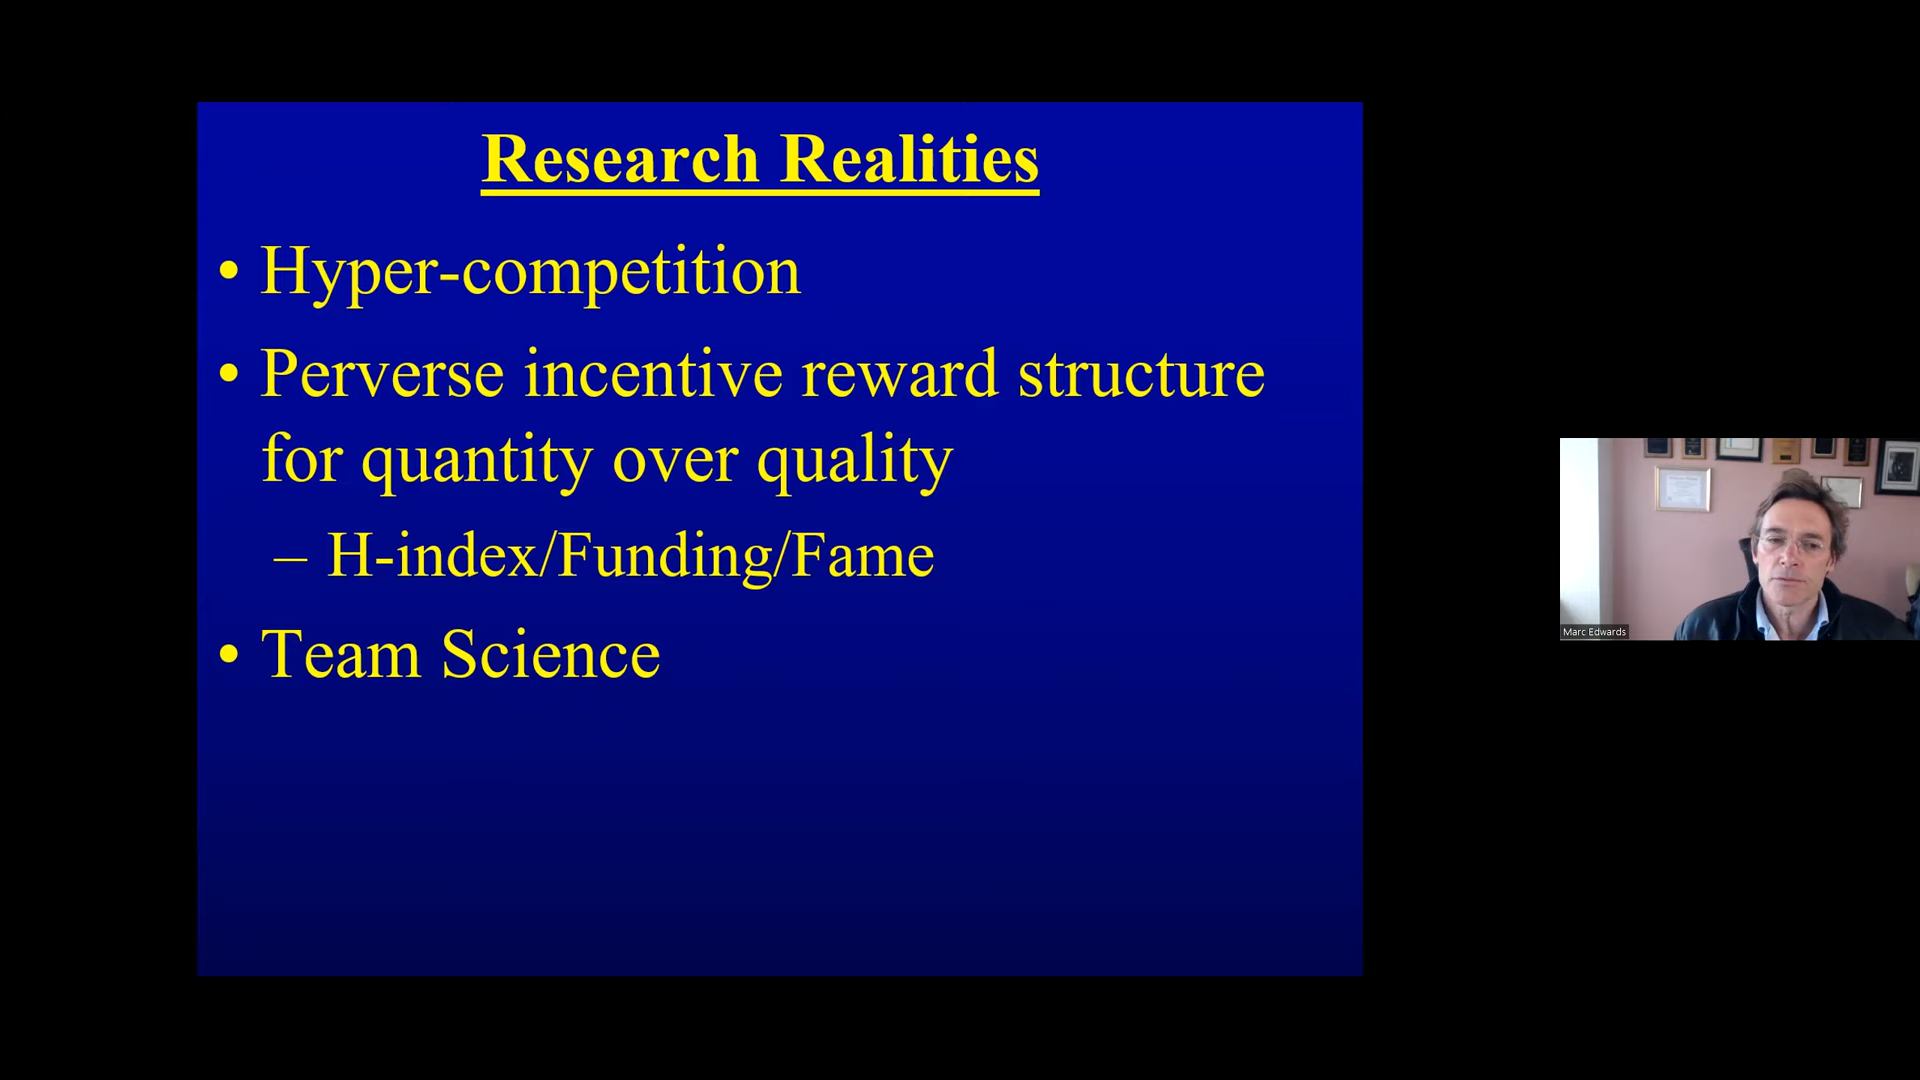 Research Realities
• Hyper-competition
• Perverse incentive reward structure
for quantity over quality
– H-index/Funding/Fame
• Team Science
Marc Edwards